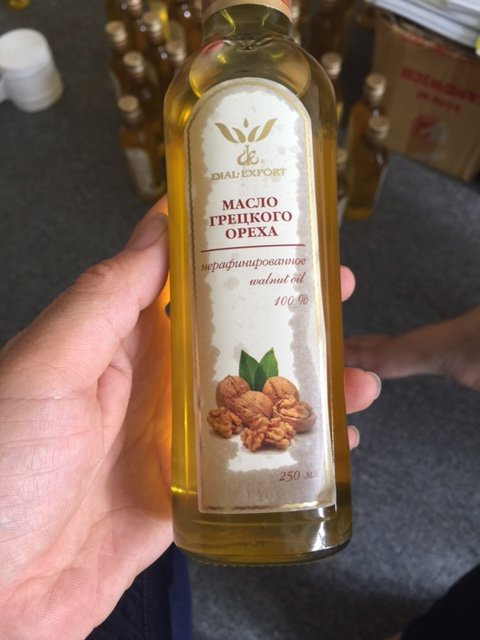 DIAL EXPORT
МАСЛО
ГРЕЦКОГО
ОРЕХА
нерафинированное
walnut oil
100 %
250 мл